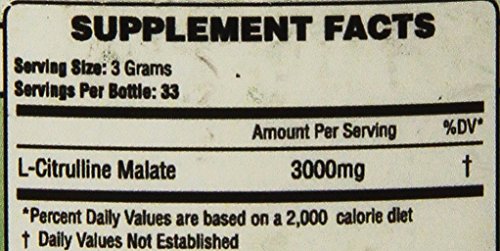 SUPPLEMENT FACTS
Serving Size: 3 Grams
Servings Per Bottle: 33
Amount Per Serving %DV*
L-Citrulline Malate 3000mg †
*Percent Daily Values are based on a 2,000 calorie diet
† Daily Values Not Established